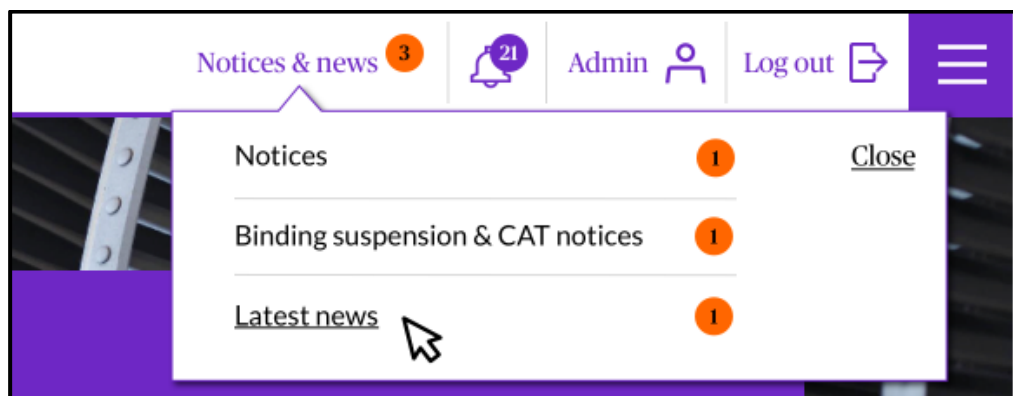 Notices & news 3 21 Admin Log out
Notices 1 Close
Binding suspension & CAT notices 1
Latest news 1